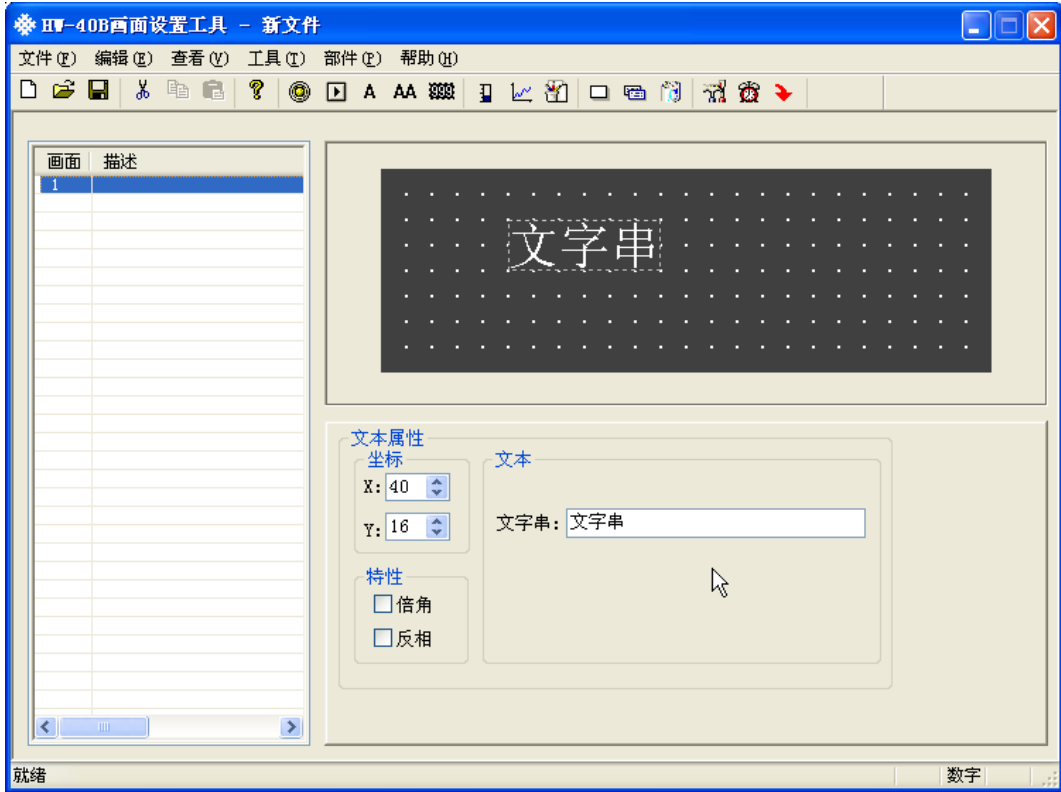 HW-40B画面设置工具 - 新文件
文件(F) 编辑(E) 查看(V) 工具(T) 部件(P) 帮助(H)
A AA
画面 描述
1
文字串
文本属性
坐标 文本
X: 40
文字串: 文字串
Y: 16
特性
倍角
反相
就绪 数字